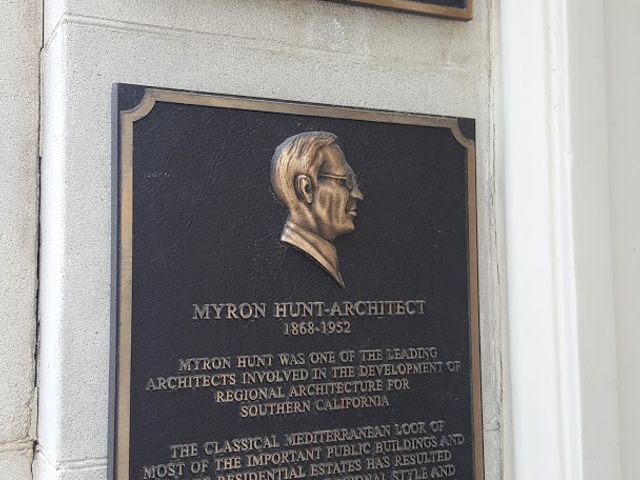 MYRON HUNT-ARCHITECT
1868-1952
MYRON HUNT WAS ONE OF THE LEADING
ARCHITECTS INVOLVED IN THE DEVELOPMENT OF
REGIONAL ARCHITECTURE FOR
SOUTHERN CALIFORNIA
THE CLASSICAL MEDITERRANEAN LOOK OF
MOST OF THE IMPORTANT PUBLIC BUILDINGS AND
RESIDENTIAL ESTATES HAS RESULTED
STYLE AND